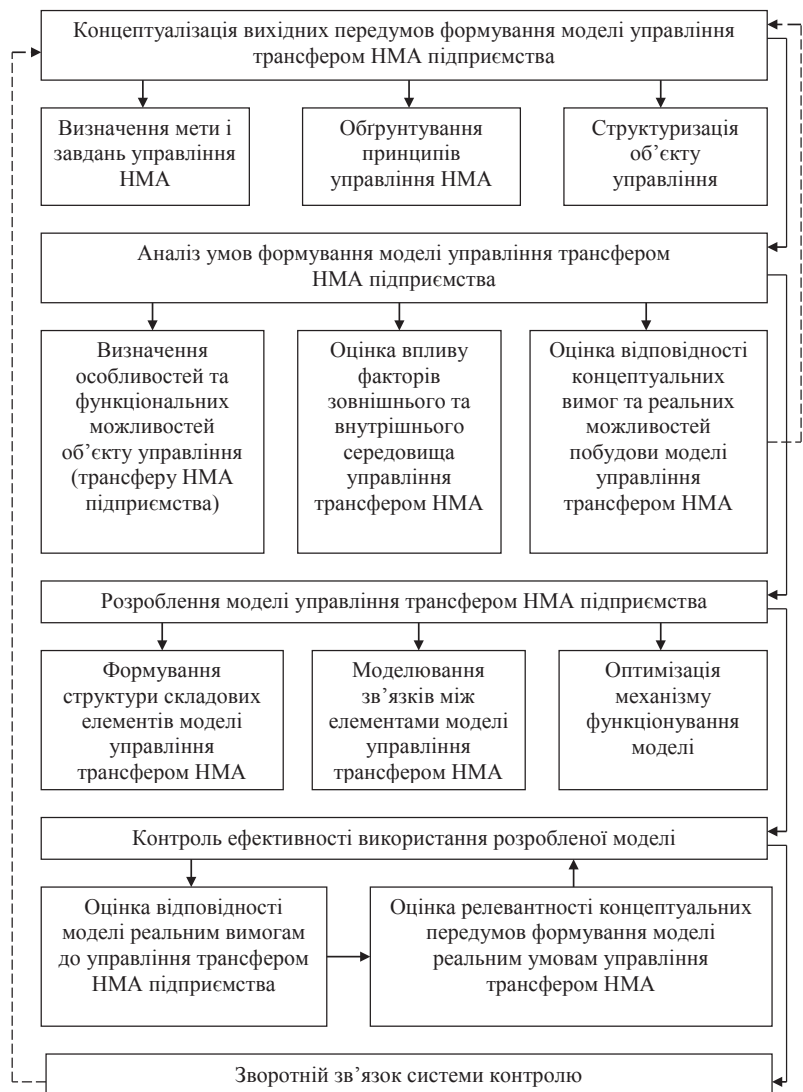 Концептуалізація вихідних передумов формування моделі управління
трансфером НМА підприємства
Визначення мети і
завдань управління
НМА
Обґрунтування
принципів
управління НМА
Структуризація
об’єкту
управління
Аналіз умов формування моделі управління трансфером
НМА підприємства
Визначення
особливостей та
функціональних
можливостей
об’єкту управління
(трансферу НМА
підприємства)
Оцінка впливу
факторів
зовнішнього та
внутрішнього
середовища
управління
трансфером НМА
Оцінка відповідності
концептуальних
вимог та реальних
можливостей
побудови моделі
управління
трансфером НМА
Розроблення моделі управління трансфером НМА підприємства
Формування
структури складових
елементів моделі
управління
трансфером НМА
Моделювання
зв’язків між
елементами моделі
управління
трансфером НМА
Оптимізація
механізму
функціонування
моделі
Контроль ефективності використання розробленої моделі
Оцінка відповідності
моделі реальним вимогам
до управління трансфером
НМА підприємства
Оцінка релевантності концептуальних
передумов формування моделі
реальним умовам управління
трансфером НМА
Зворотній зв’язок системи контролю